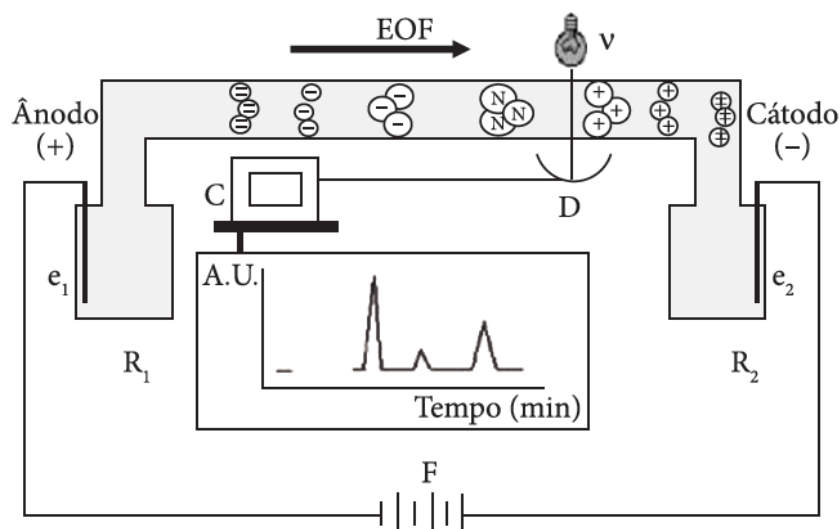 EOF
ν
Ânodo
(+)
Cátodo
(–)
N
N
N
C
D
e₁
e₂
A.U.
R₁
R₂
Tempo (min)
F